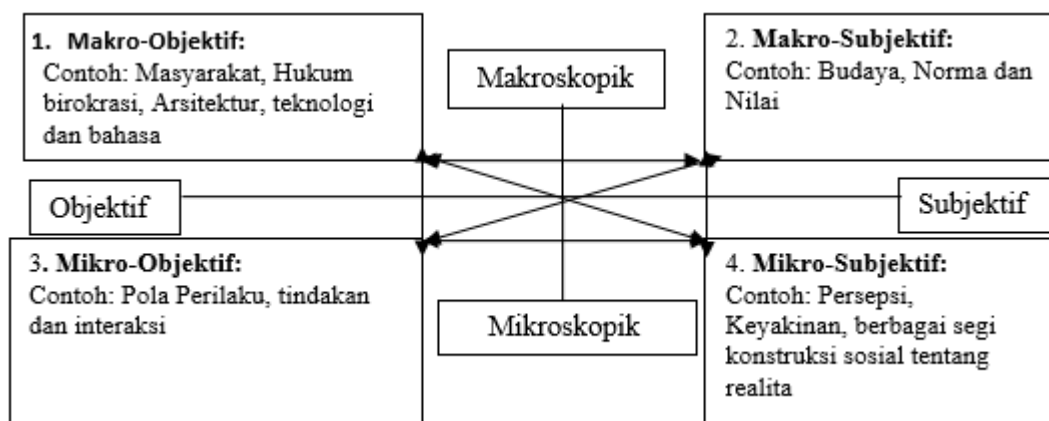 1. Makro-Objektif:
Contoh: Masyarakat, Hukum
birokrasi, Arsitektur, teknologi
dan bahasa
Makroskopik
2. Makro-Subjektif:
Contoh: Budaya, Norma dan
Nilai
Objektif
Subjektif
3. Mikro-Objektif:
Contoh: Pola Perilaku, tindakan
dan interaksi
Mikroskopik
4. Mikro-Subjektif:
Contoh: Persepsi,
Keyakinan, berbagai segi
konstruksi sosial tentang
realita